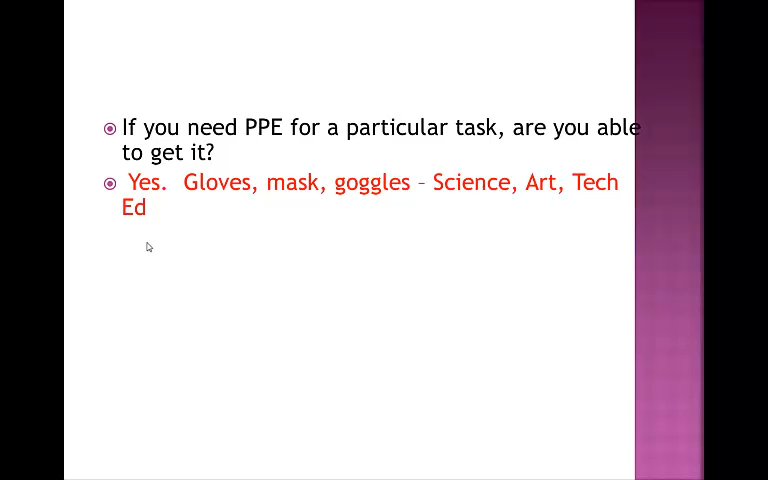 If you need PPE for a particular task, are you able
to get it?
Yes. Gloves, mask, goggles – Science, Art, Tech
Ed